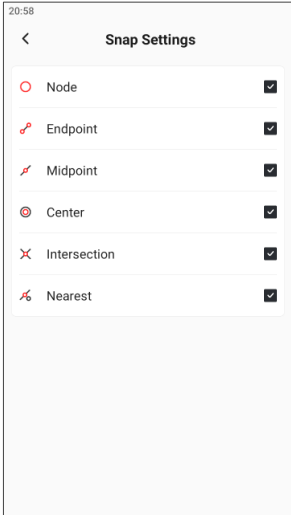 20:58
Snap Settings
Node
Endpoint
Midpoint
Center
Intersection
Nearest